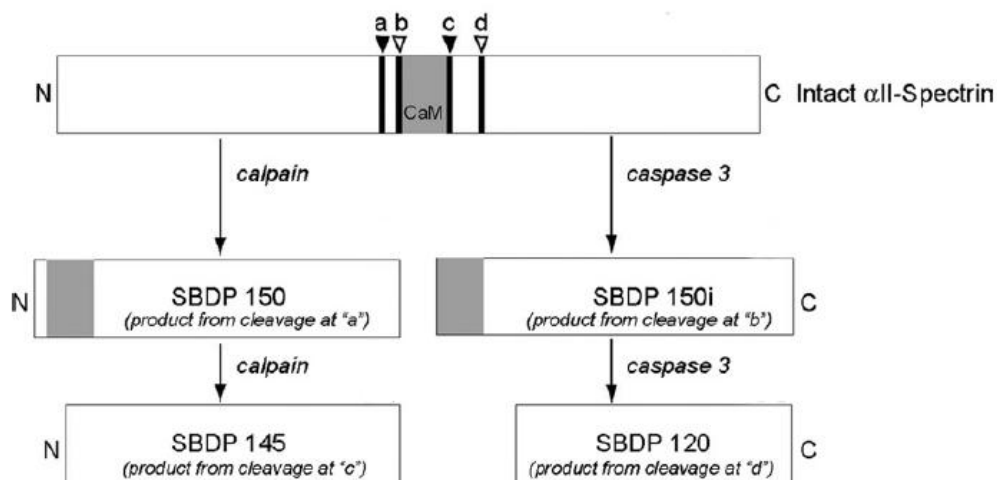 a b c d
N CaM C Intact αII-Spectrin
calpain caspase 3
N SBDP 150 SBDP 150i C
(product from cleavage at "a") (product from cleavage at "b")
calpain caspase 3
N SBDP 145 SBDP 120 C
(product from cleavage at "c") (product from cleavage at "d")